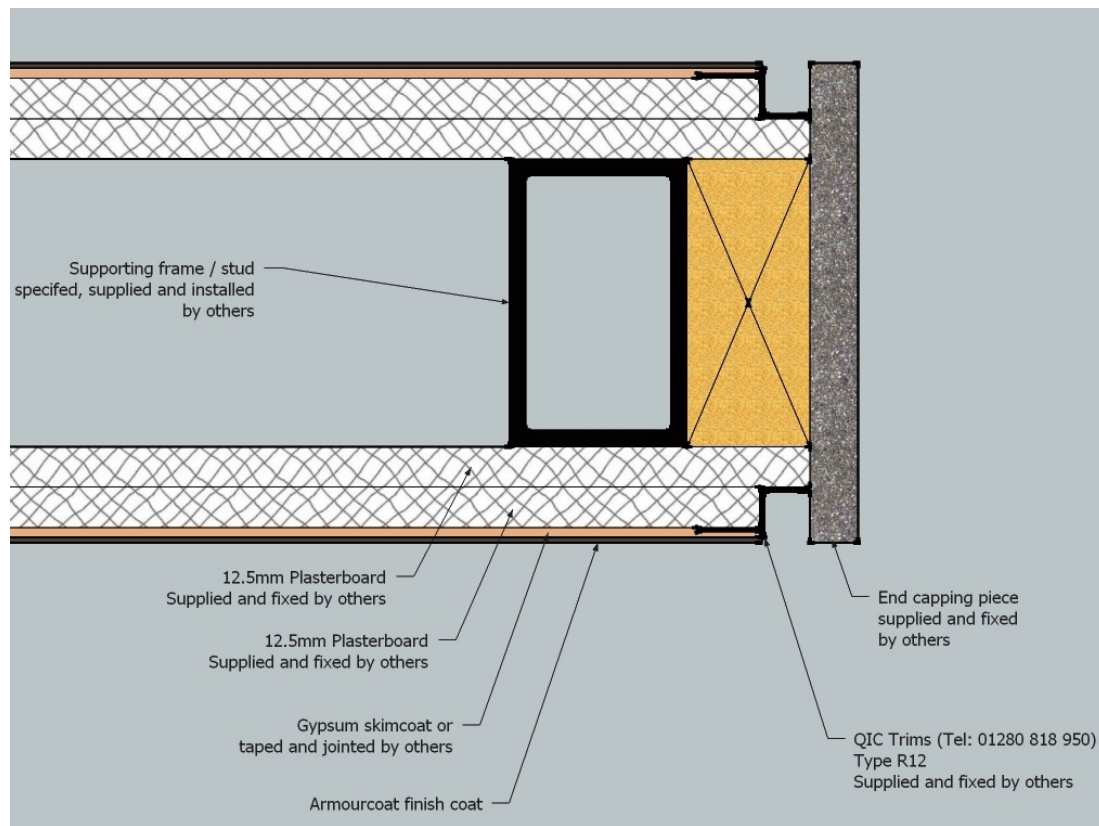 Supporting frame / stud
specifed, supplied and installed
by others
12.5mm Plasterboard
Supplied and fixed by others
12.5mm Plasterboard
Supplied and fixed by others
Gypsum skimcoat or
taped and jointed by others
Armourcoat finish coat
End capping piece
supplied and fixed
by others
QIC Trims (Tel: 01280 818 950)
Type R12
Supplied and fixed by others